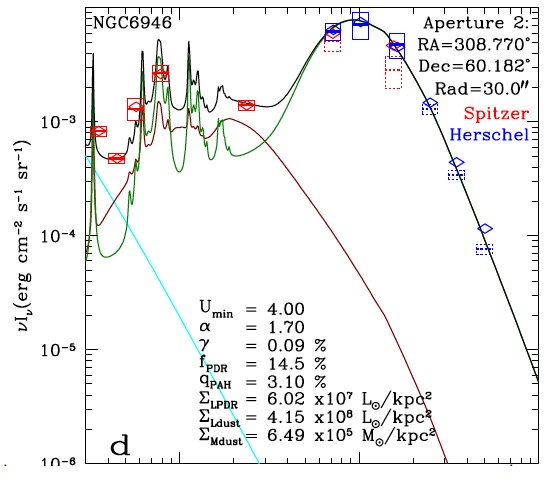 NGC6946
Aperture 2:
RA=308.770°
Dec=60.182°
Rad=30.0"
Spitzer
Herschel
10⁻³
10⁻⁴
10⁻⁵
10⁻⁶
νIν(erg cm⁻² s⁻¹ sr⁻¹)
Umin = 4.00
α = 1.70
γ = 0.09 %
fPDR = 14.5 %
qPAH = 3.10 %
ΣLPDR = 6.02 x10⁷ L⊙/kpc²
ΣLdust = 4.15 x10⁸ L⊙/kpc²
ΣMdust = 6.49 x10⁵ M⊙/kpc²
d